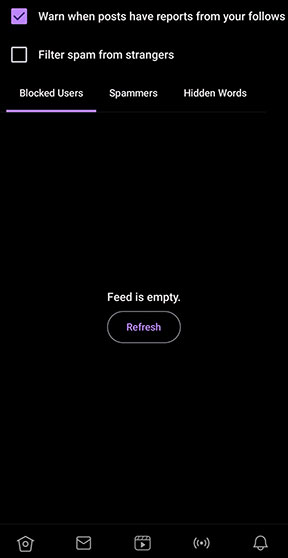 Warn when posts have reports from your follows
Filter spam from strangers
Blocked Users Spammers Hidden Words
Feed is empty.
Refresh